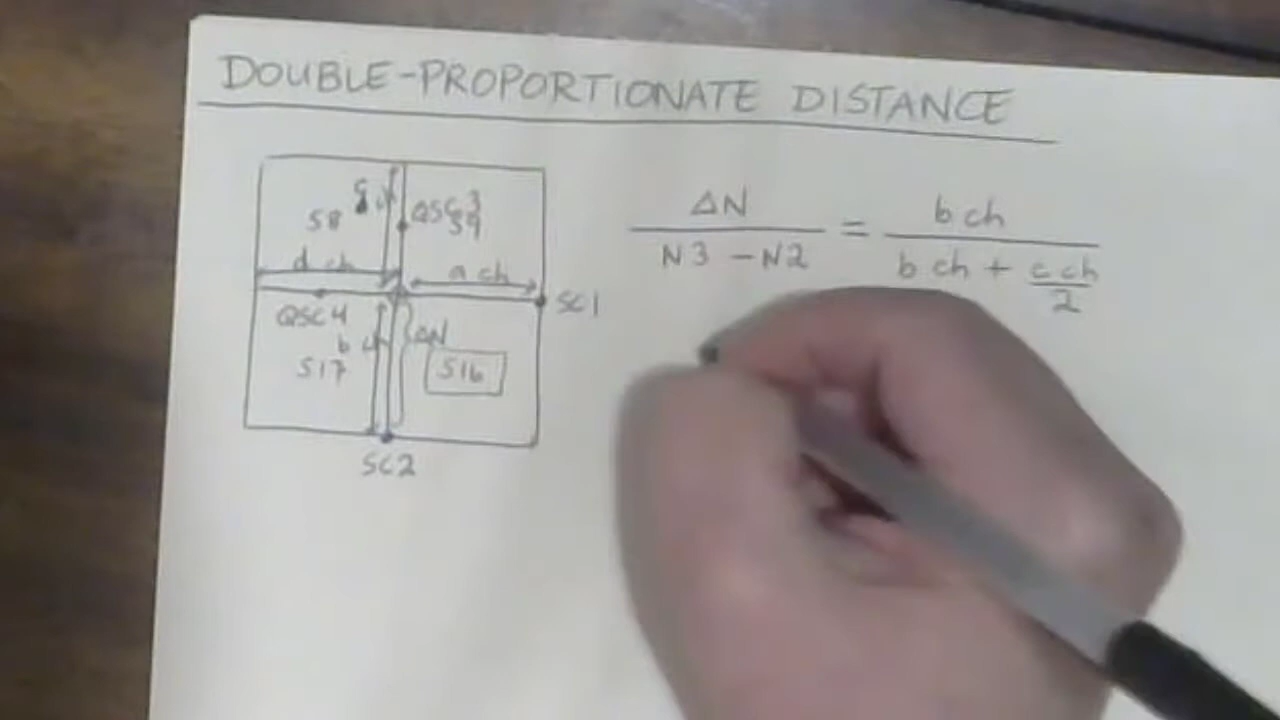 DOUBLE-PROPORTIONATE DISTANCE
S8
QSC3
S9
d ch
a ch
SC1
QSC4
b ch
ΔN
S17
S16
SC2
ΔN / N3 - N2 = b ch / b ch + c ch / 2